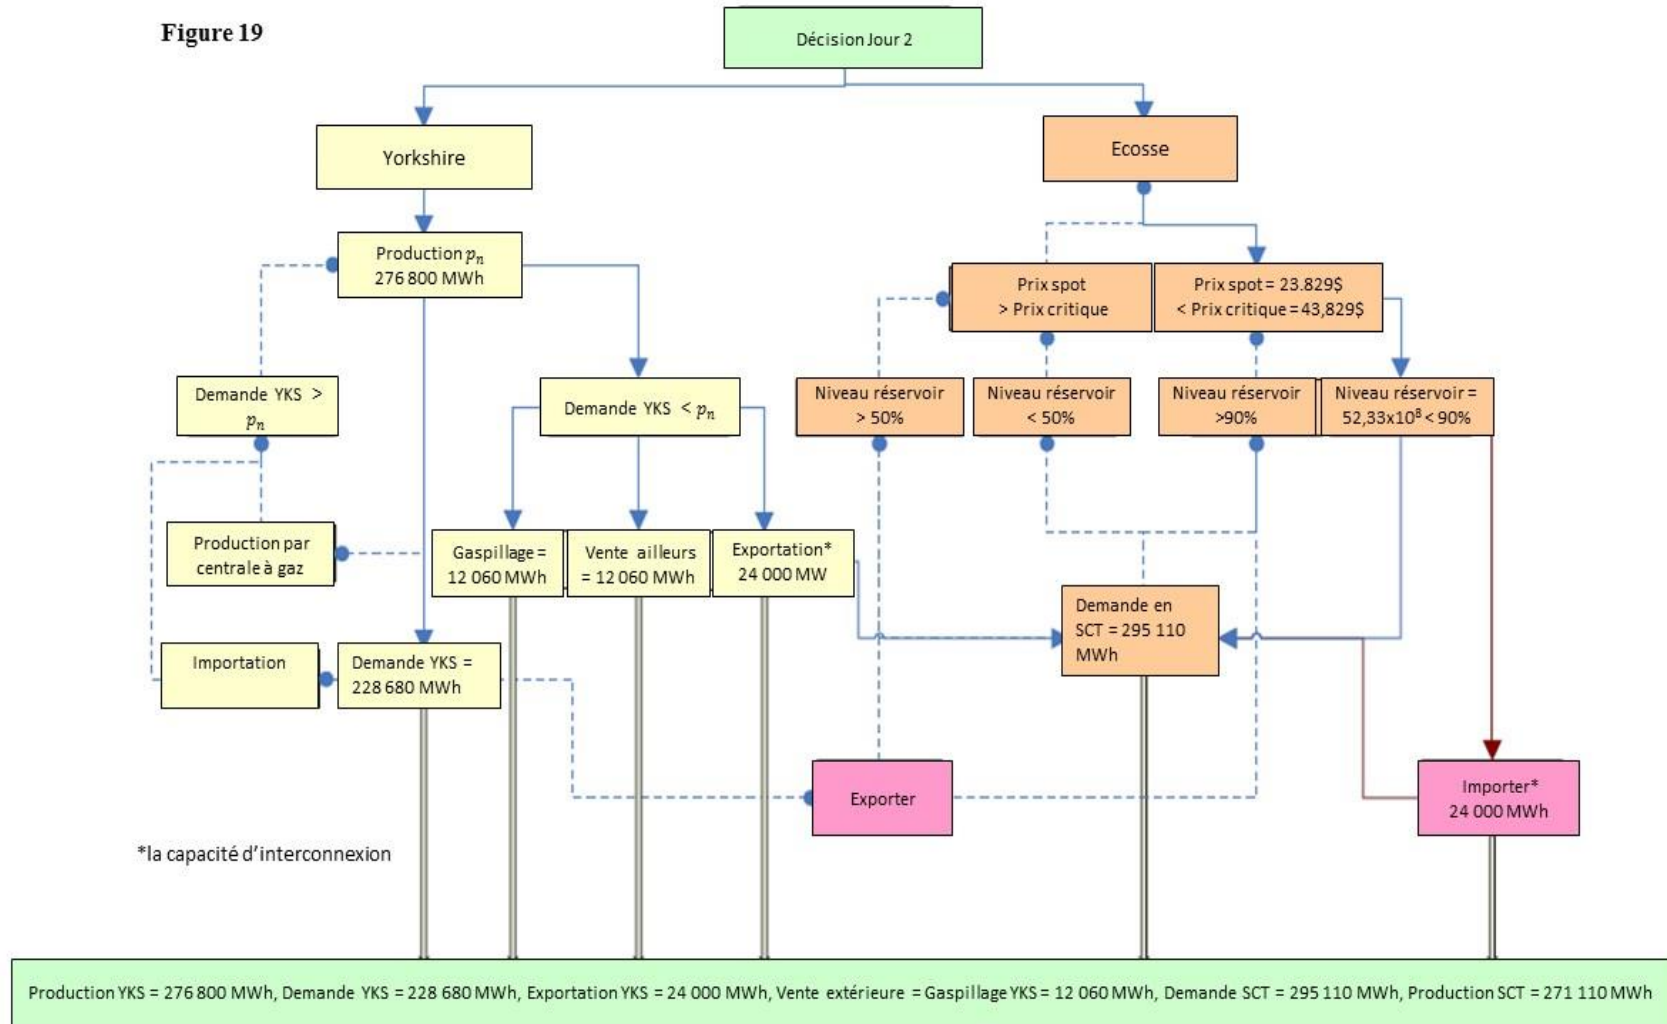 Figure 19
Décision Jour 2
Yorkshire
Ecosse
Production pₙ
276 800 MWh
Prix spot
> Prix critique
Prix spot = 23.829$
< Prix critique = 43,829$
Demande YKS >
pₙ
Demande YKS < pₙ
Niveau réservoir
> 50%
Niveau réservoir
< 50%
Niveau réservoir
>90%
Niveau réservoir =
52,33x10⁸ < 90%
Production par
centrale à gaz
Gaspillage =
12 060 MWh
Vente ailleurs
= 12 060 MWh
Exportation*
24 000 MW
Demande en
SCT = 295 110
MWh
Importation
Demande YKS =
228 680 MWh
Exporter
Importer*
24 000 MWh
*la capacité d'interconnexion
Production YKS = 276 800 MWh, Demande YKS = 228 680 MWh, Exportation YKS = 24 000 MWh, Vente extérieure = Gaspillage YKS = 12 060 MWh, Demande SCT = 295 110 MWh, Production SCT = 271 110 MWh